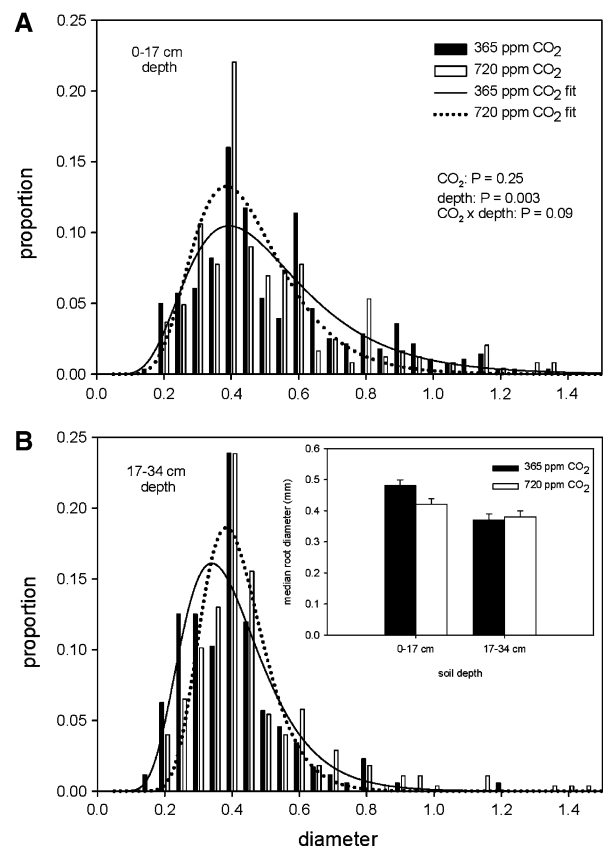 A
0-17 cm
depth
365 ppm CO2
720 ppm CO2
365 ppm CO2 fit
720 ppm CO2 fit
CO2: P = 0.25
depth: P = 0.003
CO2 x depth: P = 0.09
proportion
0.25
0.20
0.15
0.10
0.05
0.00
0.0 0.2 0.4 0.6 0.8 1.0 1.2 1.4
B
17-34 cm
depth
proportion
0.25
0.20
0.15
0.10
0.05
0.00
0.0 0.2 0.4 0.6 0.8 1.0 1.2 1.4
diameter
median root diameter (mm)
0.6
0.5
0.4
0.3
0.2
0.1
0.0
365 ppm CO2
720 ppm CO2
0-17 cm 17-34 cm
soil depth